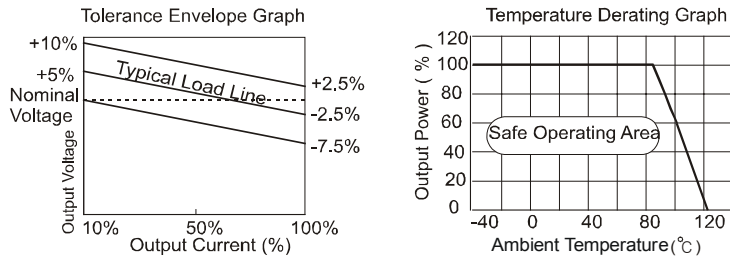 Tolerance Envelope Graph
+10%
+5%
Nominal
Voltage
Output Voltage
Typical Load Line
+2.5%
-2.5%
-7.5%
10%
50%
100%
Output Current (%)
Temperature Derating Graph
Output Power ( % )
120
100
80
60
40
20
0
Safe Operating Area
-40
0
40
80
120
Ambient Temperature(°C)